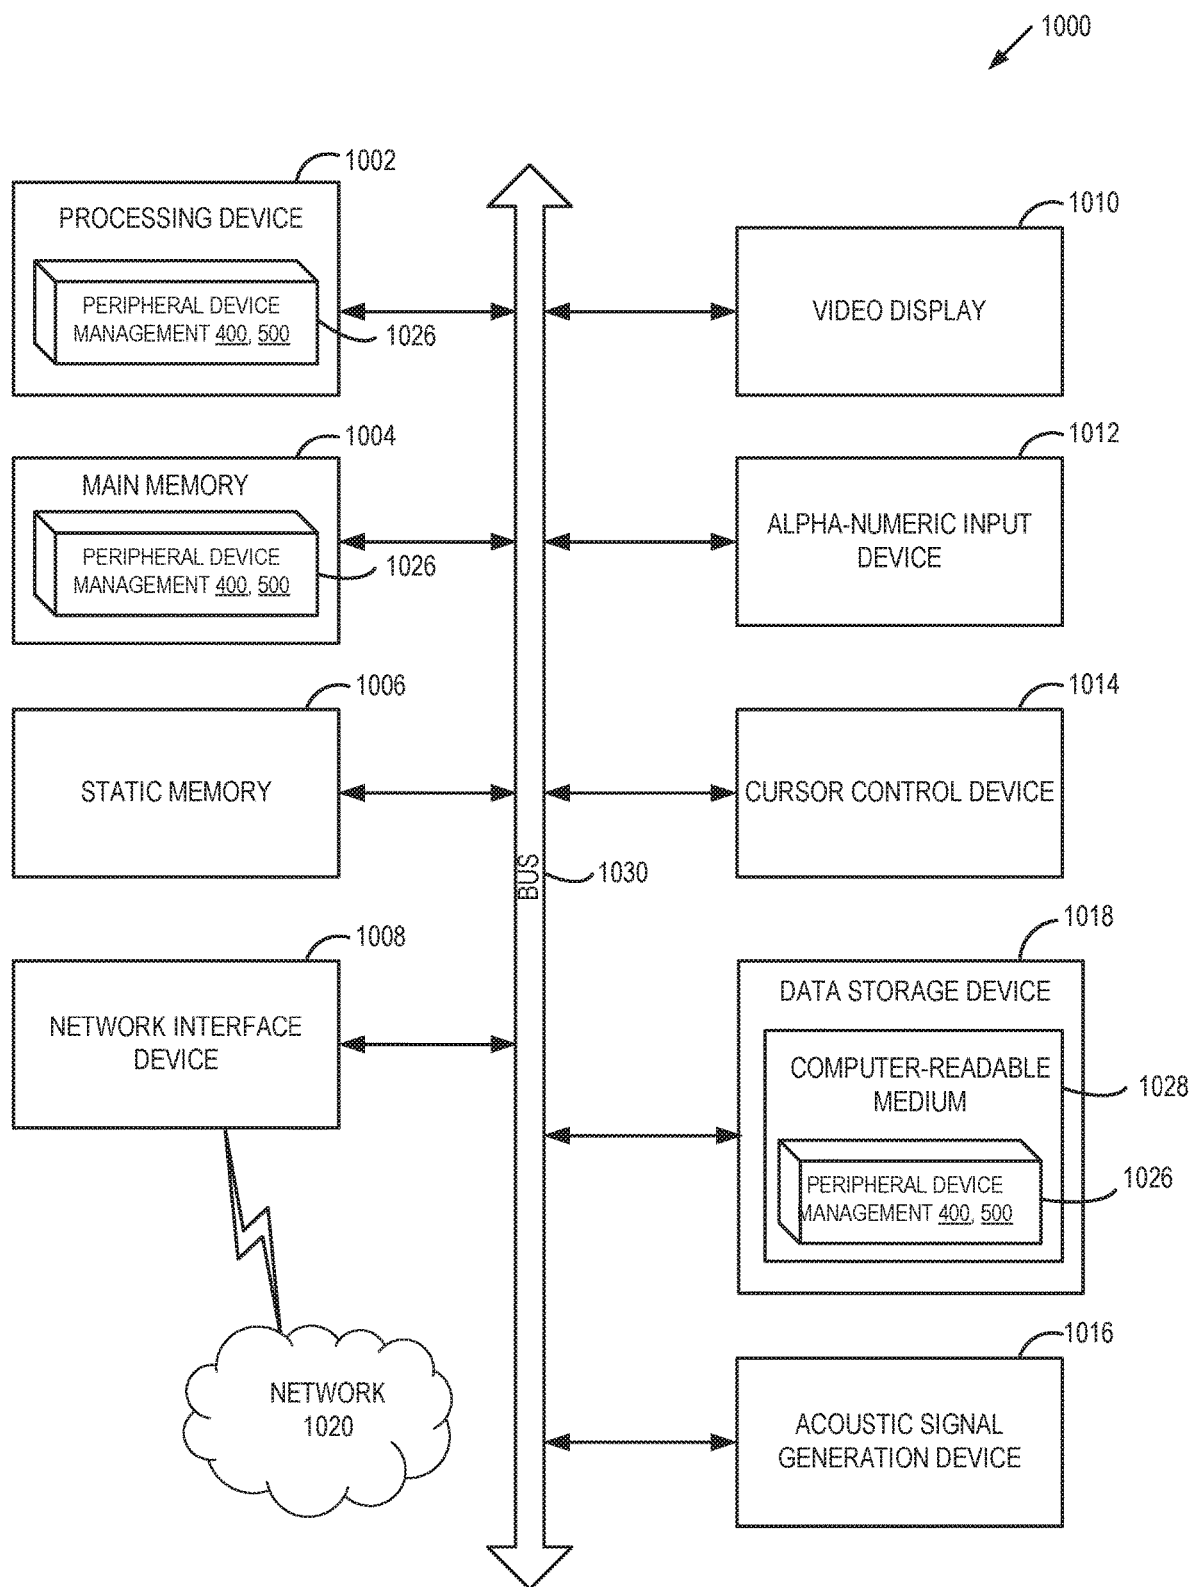 1000
1002
PROCESSING DEVICE
PERIPHERAL DEVICE
MANAGEMENT 400, 500
1026
1004
MAIN MEMORY
PERIPHERAL DEVICE
MANAGEMENT 400, 500
1026
1006
STATIC MEMORY
1008
NETWORK INTERFACE
DEVICE
NETWORK
1020
BUS
1030
1010
VIDEO DISPLAY
1012
ALPHA-NUMERIC INPUT
DEVICE
1014
CURSOR CONTROL DEVICE
1018
DATA STORAGE DEVICE
COMPUTER-READABLE
MEDIUM
1028
PERIPHERAL DEVICE
MANAGEMENT 400, 500
1026
1016
ACOUSTIC SIGNAL
GENERATION DEVICE